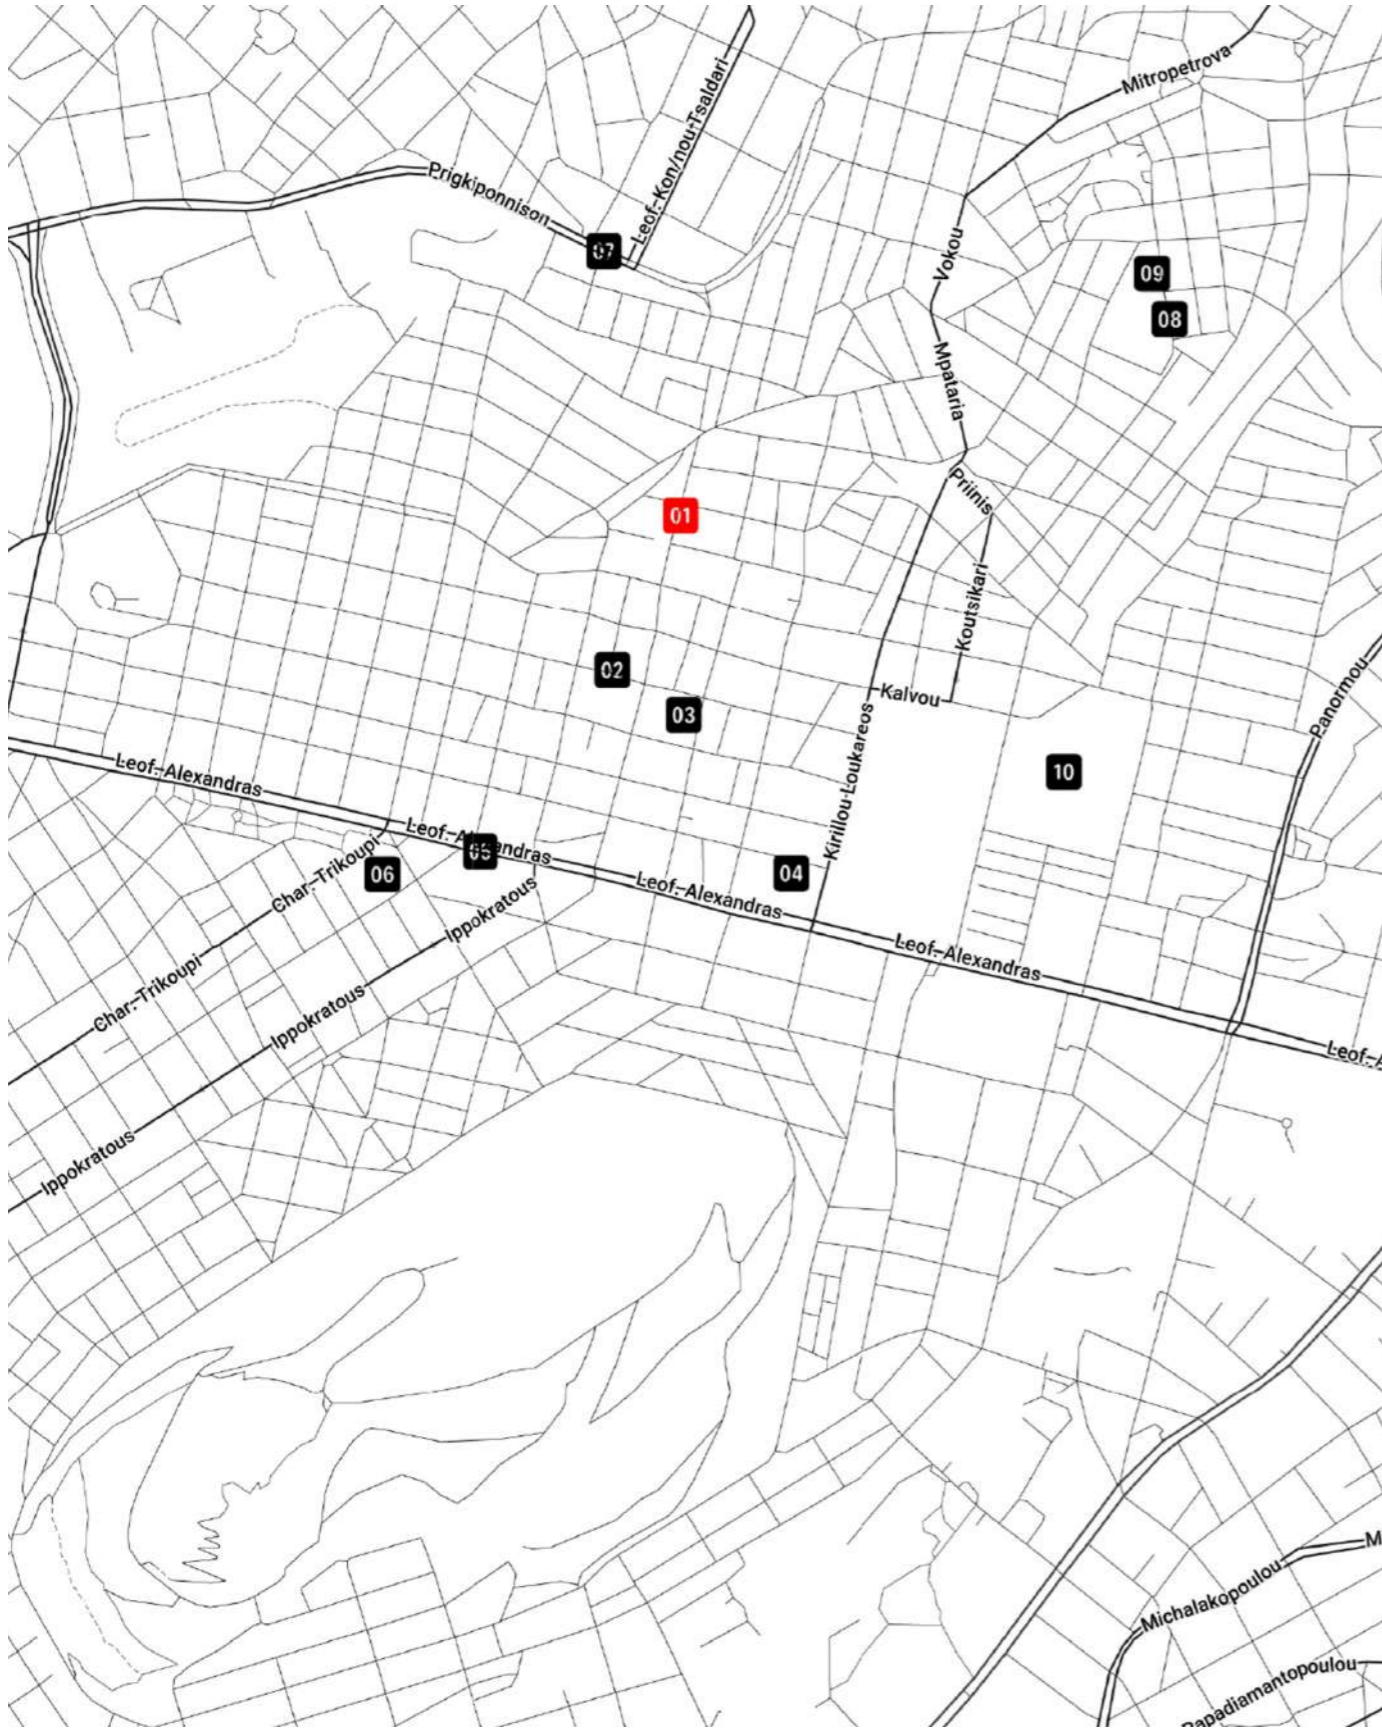 Mitropetrova
Leof. Kon/nou Tsaldari
Prigkiponnison
07
Vokou
09
08
Mpataria
Priinis
01
Koutsikari
02
Kalvou
03
Panormou
Kirillou Loukareos
10
Leof. Alexandras
Leof. Alexandras
05
06
04
Char. Trikoupi
Leof. Alexandras
Ippokratous
Leof. Alexandras
Char. Trikoupi
Ippokratous
Leof. A
Ippokratous
M
Michalakopoulou
Papadiamantopoulou